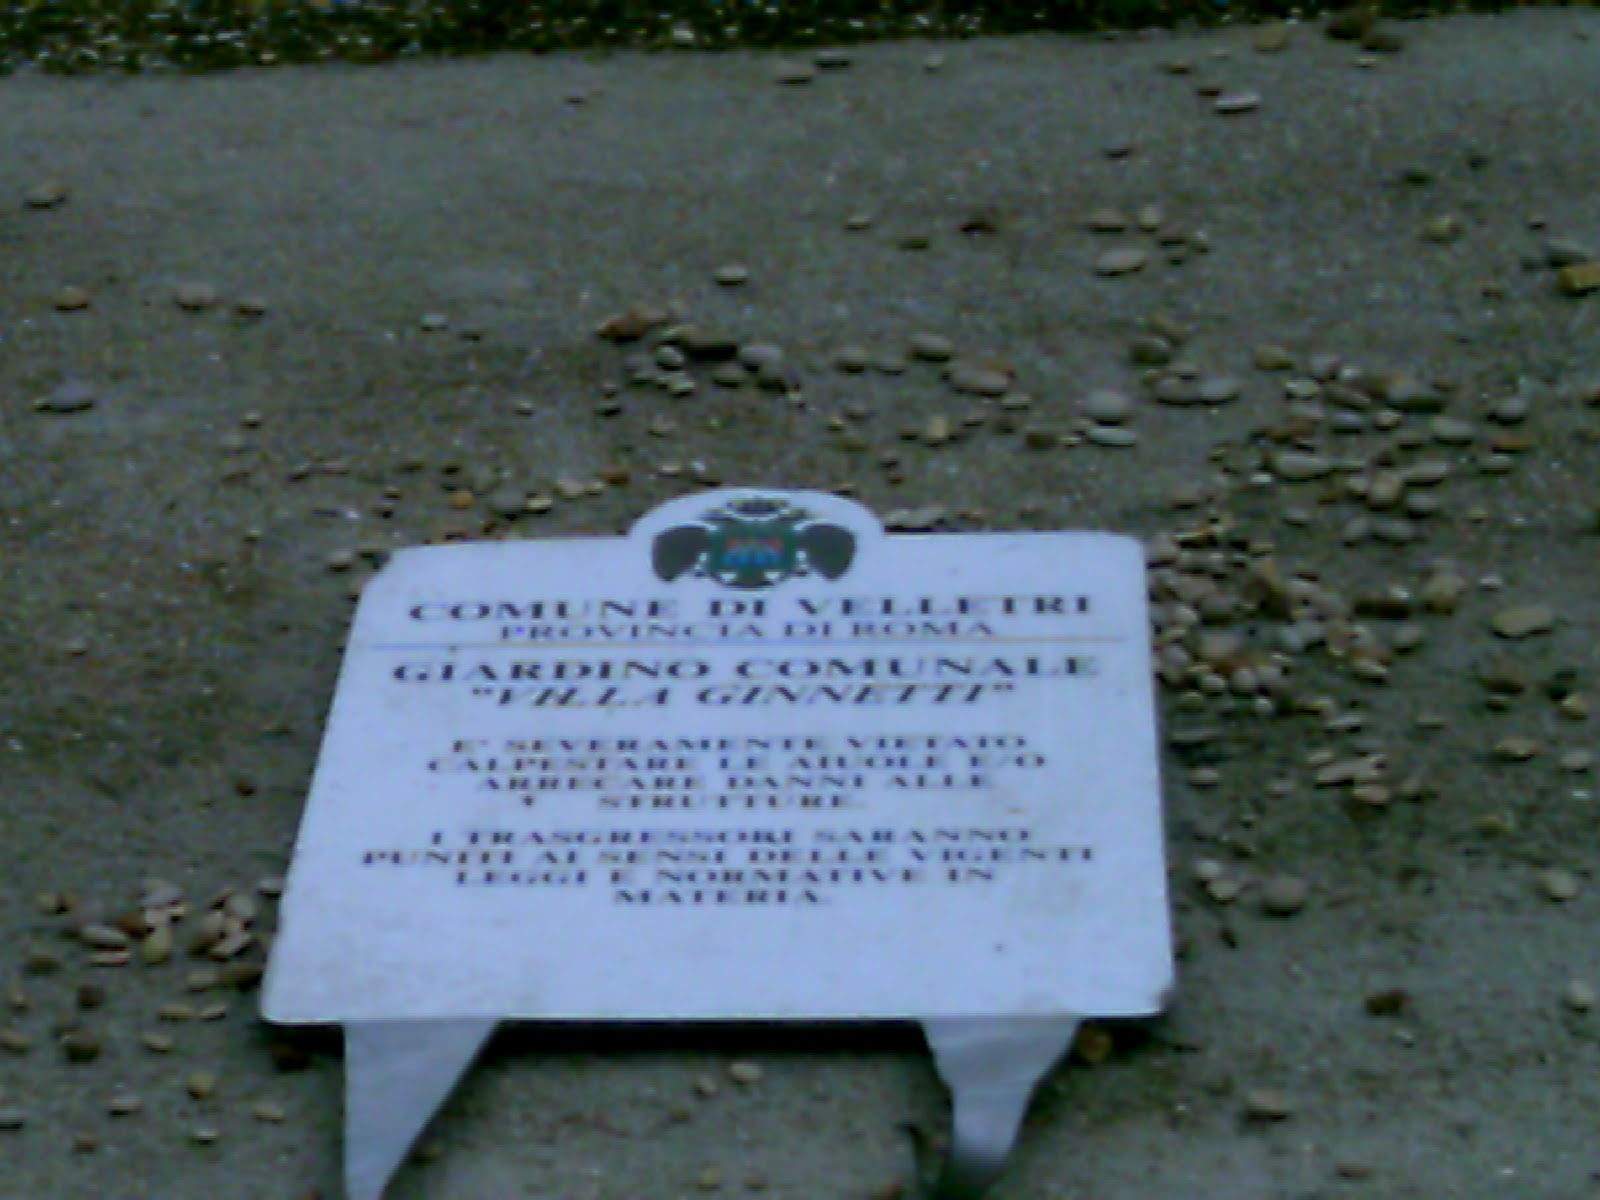 COMUNE DI VELLETRI
PROVINCIA DI ROMA
GIARDINO COMUNALE
"VILLA GINNETTI"
E' SEVERAMENTE VIETATO
CALPESTARE LE AIUOLE E/O
ARRECARE DANNI ALLE
STRUTTURE.
I TRASGRESSORI SARANNO
PUNITI AI SENSI DELLE VIGENTI
LEGGI E NORMATIVE IN
MATERIA.